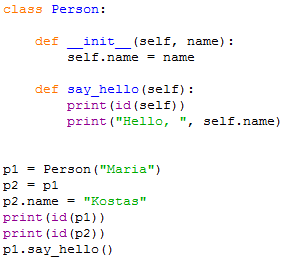 class Person:
    def __init__(self, name):
        self.name = name
    def say_hello(self):
        print(id(self))
        print("Hello, ", self.name)
p1 = Person("Maria")
p2 = p1
p2.name = "Kostas"
print(id(p1))
print(id(p2))
p1.say_hello()